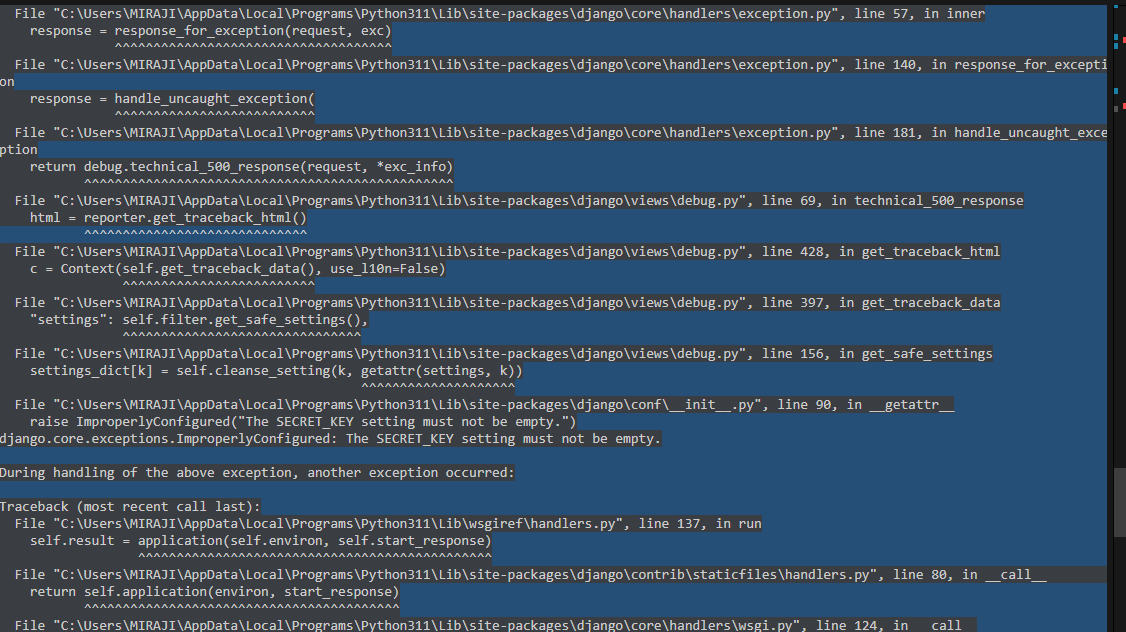 File "C:\Users\MIRAJI\AppData\Local\Programs\Python311\Lib\site-packages\django\core\handlers\exception.py", line 57, in inner
    response = response_for_exception(request, exc)
               ^^^^^^^^^^^^^^^^^^^^^^^^^^^^^^^^^^^^
  File "C:\Users\MIRAJI\AppData\Local\Programs\Python311\Lib\site-packages\django\core\handlers\exception.py", line 140, in response_for_excepti
on
    response = handle_uncaught_exception(
               ^^^^^^^^^^^^^^^^^^^^^^^^^^
  File "C:\Users\MIRAJI\AppData\Local\Programs\Python311\Lib\site-packages\django\core\handlers\exception.py", line 181, in handle_uncaught_exce
ption
    return debug.technical_500_response(request, *exc_info)
           ^^^^^^^^^^^^^^^^^^^^^^^^^^^^^^^^^^^^^^^^^^^^^^^^
  File "C:\Users\MIRAJI\AppData\Local\Programs\Python311\Lib\site-packages\django\views\debug.py", line 69, in technical_500_response
    html = reporter.get_traceback_html()
           ^^^^^^^^^^^^^^^^^^^^^^^^^^^^^
  File "C:\Users\MIRAJI\AppData\Local\Programs\Python311\Lib\site-packages\django\views\debug.py", line 428, in get_traceback_html
    c = Context(self.get_traceback_data(), use_l10n=False)
                ^^^^^^^^^^^^^^^^^^^^^^^^^
  File "C:\Users\MIRAJI\AppData\Local\Programs\Python311\Lib\site-packages\django\views\debug.py", line 397, in get_traceback_data
    "settings": self.filter.get_safe_settings(),
                ^^^^^^^^^^^^^^^^^^^^^^^^^^^^^^^
  File "C:\Users\MIRAJI\AppData\Local\Programs\Python311\Lib\site-packages\django\views\debug.py", line 156, in get_safe_settings
    settings_dict[k] = self.cleanse_setting(k, getattr(settings, k))
                                               ^^^^^^^^^^^^^^^^^^^^
  File "C:\Users\MIRAJI\AppData\Local\Programs\Python311\Lib\site-packages\django\conf\__init__.py", line 90, in __getattr__
    raise ImproperlyConfigured("The SECRET_KEY setting must not be empty.")
django.core.exceptions.ImproperlyConfigured: The SECRET_KEY setting must not be empty.

During handling of the above exception, another exception occurred:

Traceback (most recent call last):
  File "C:\Users\MIRAJI\AppData\Local\Programs\Python311\Lib\wsgiref\handlers.py", line 137, in run
    self.result = application(self.environ, self.start_response)
                  ^^^^^^^^^^^^^^^^^^^^^^^^^^^^^^^^^^^^^^^^^^^^^^
  File "C:\Users\MIRAJI\AppData\Local\Programs\Python311\Lib\site-packages\django\contrib\staticfiles\handlers.py", line 80, in __call__
    return self.application(environ, start_response)
           ^^^^^^^^^^^^^^^^^^^^^^^^^^^^^^^^^^^^^^^^^
  File "C:\Users\MIRAJI\AppData\Local\Programs\Python311\Lib\site-packages\django\core\handlers\wsgi.py", line 124, in __call__